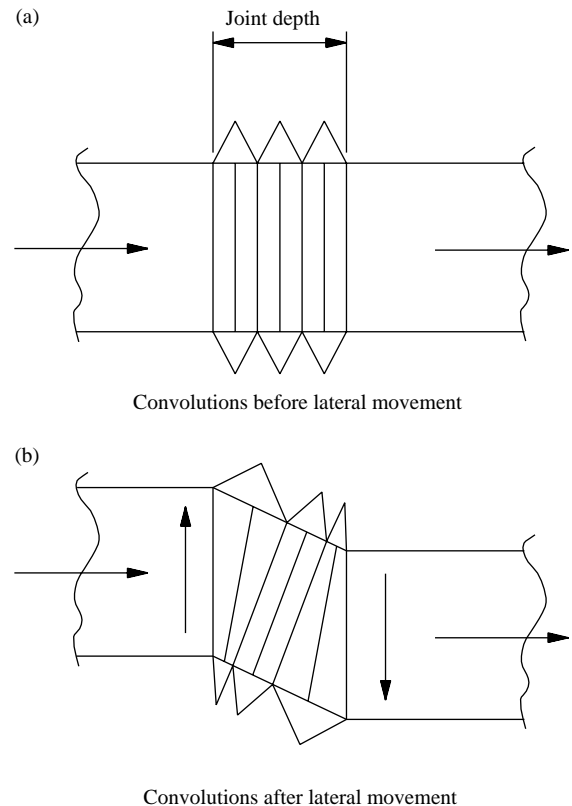 (a)
Joint depth
Convolutions before lateral movement
(b)
Convolutions after lateral movement